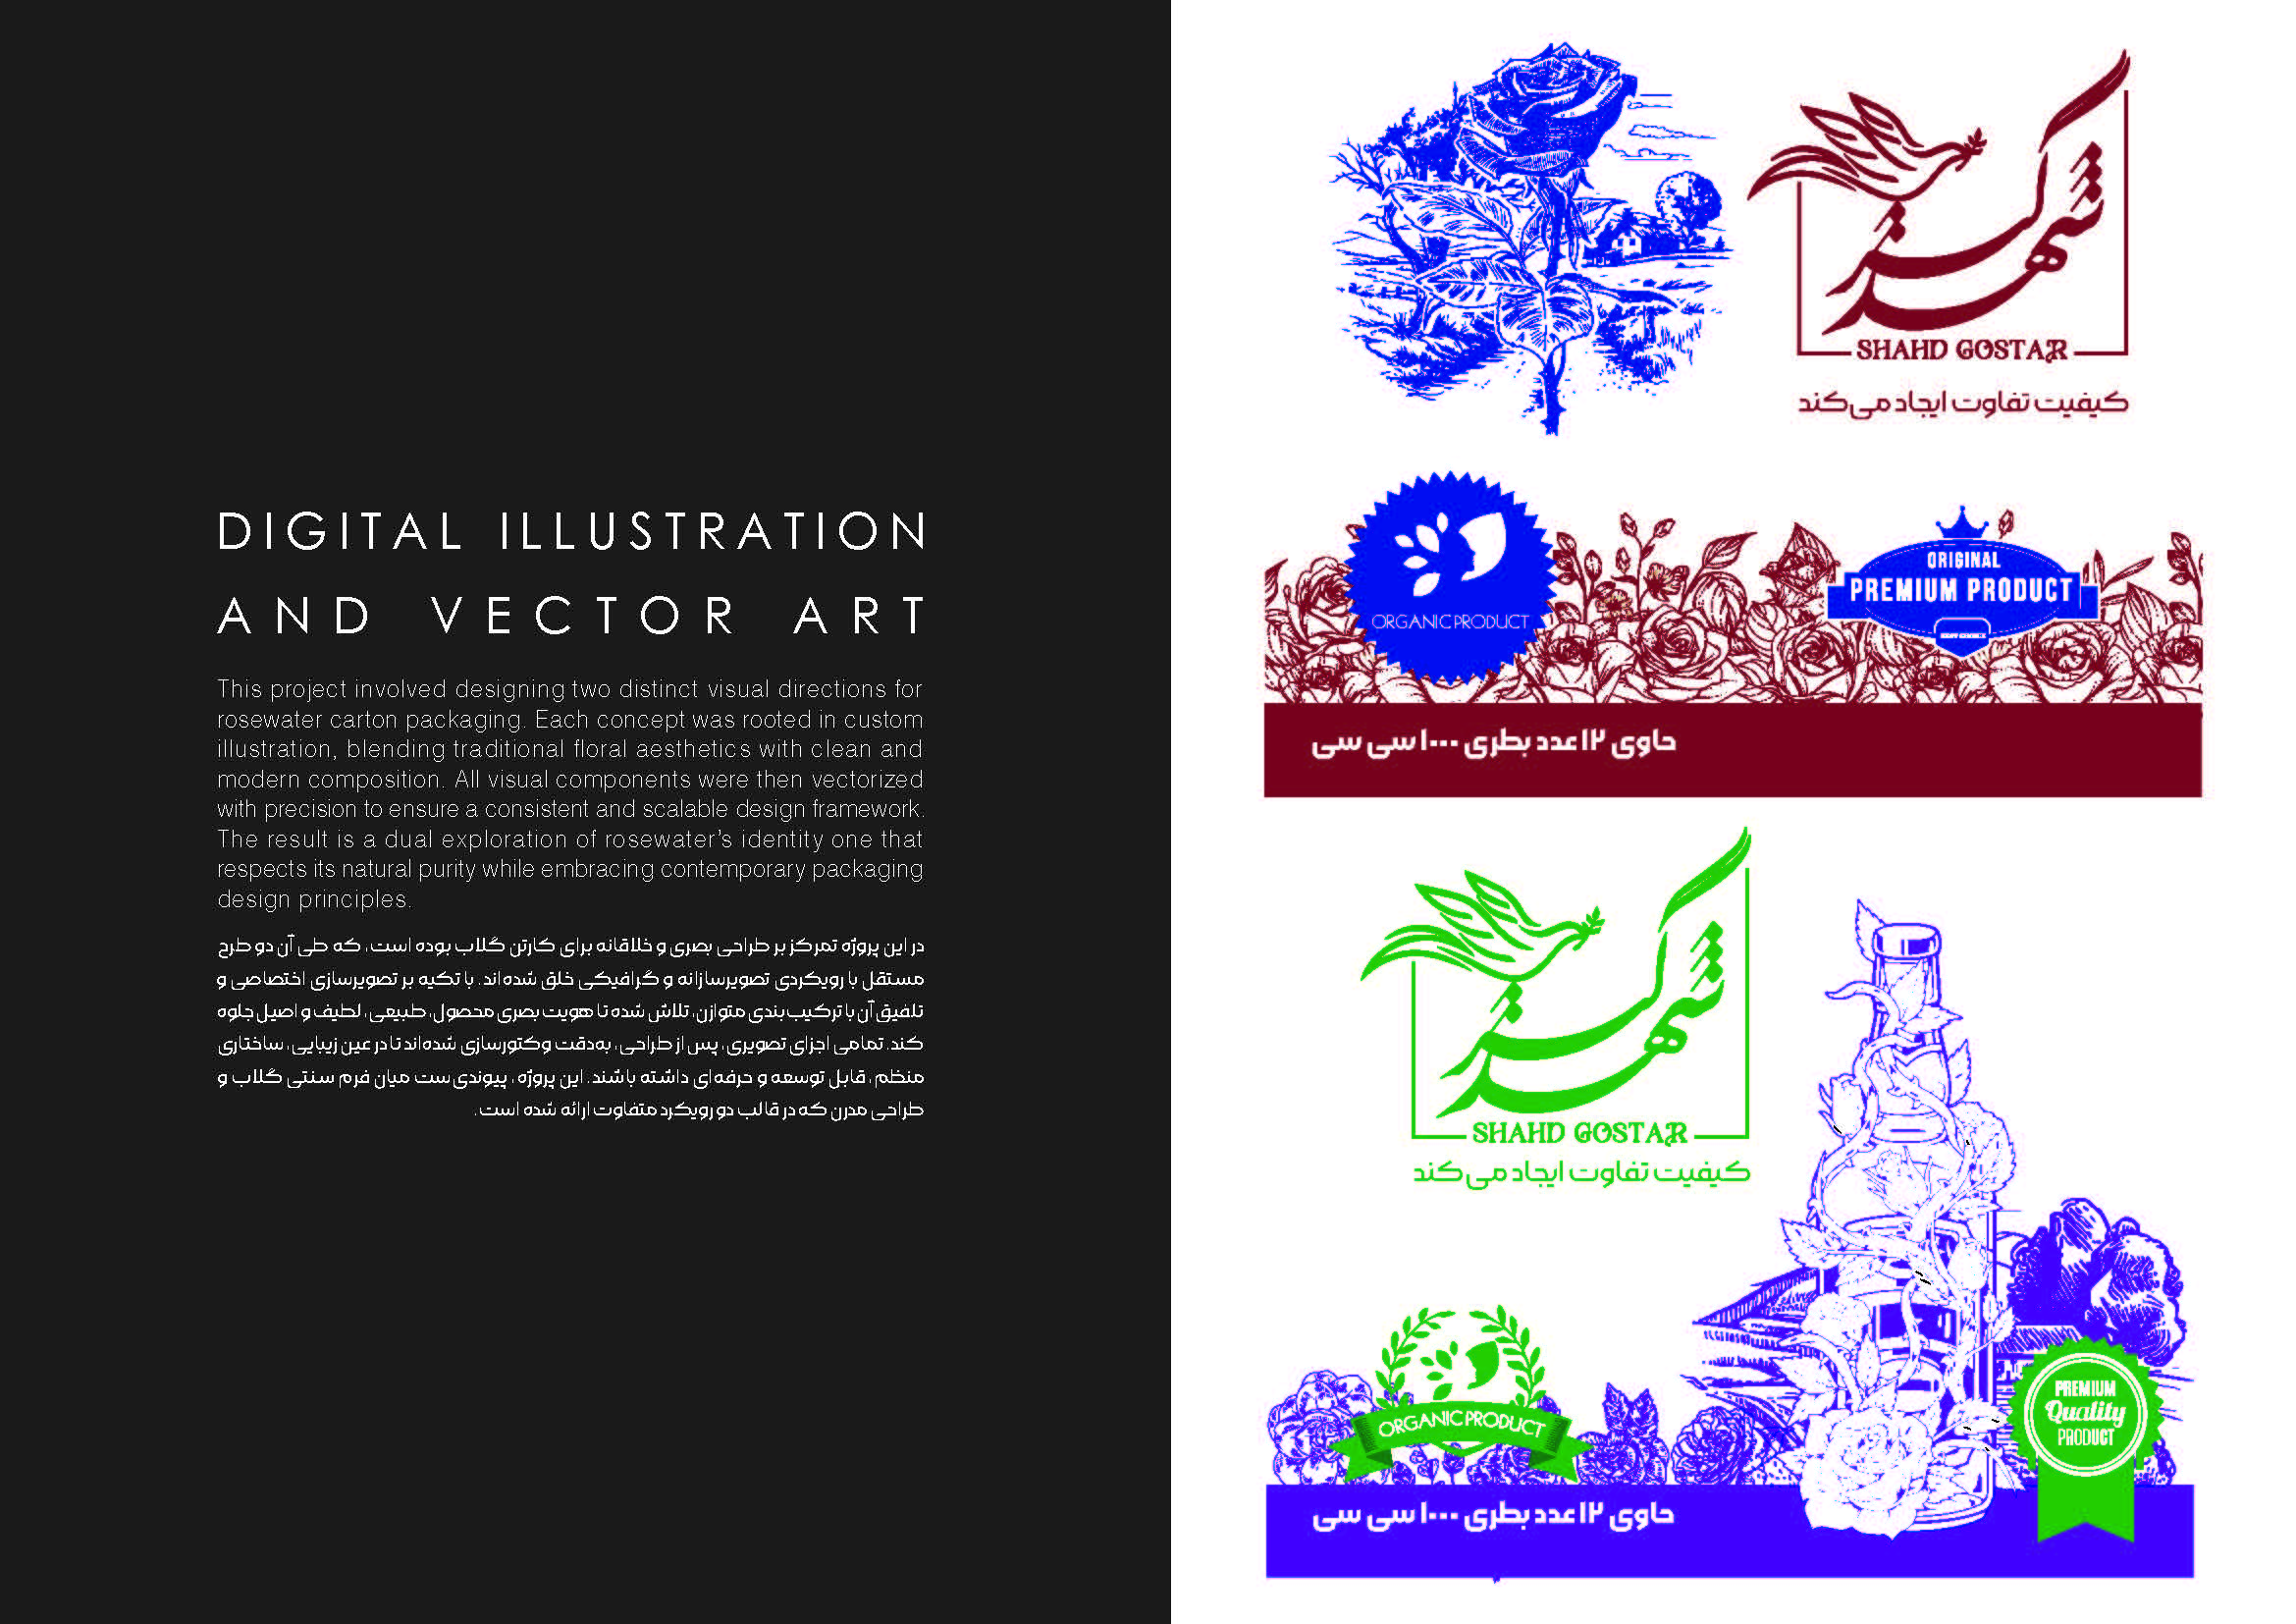 DIGITAL ILLUSTRATION
AND VECTOR ART
This project involved designing two distinct visual directions for
rosewater carton packaging. Each concept was rooted in custom
illustration, blending traditional floral aesthetics with clean and
modern composition. All visual components were then vectorized
with precision to ensure a consistent and scalable design framework.
The result is a dual exploration of rosewater’s identity one that
respects its natural purity while embracing contemporary packaging
design principles.
در این پروژه تمرکز بر طراحی بصری و خلاقانه برای کارتن گلاب بوده است، که طی آن دو طرح
مستقل با رویکردی تصویرسازانه و گرافیکی خلق شده‌اند. با تکیه بر تصویرسازی اختصاصی و
تلفیق آن با ترکیب‌بندی متوازن، تلاش شده تا هویت بصری محصول، طبیعی، لطیف و اصیل جلوه
کند. تمامی اجزای تصویری، پس از طراحی، به‌دقت وکتورسازی شده‌اند تا در عین زیبایی، ساختاری
منظم، قابل توسعه و حرفه‌ای داشته باشند. این پروژه، پیوندی‌ست میان فرم سنتی گلاب و
طراحی مدرن که در قالب دو رویکرد متفاوت ارائه شده است.
شهد گستر
SHAHD GOSTAR
کیفیت تفاوت ایجاد می‌کند
ORGANIC PRODUCT
ORIGINAL
PREMIUM PRODUCT
حاوی ۱۲ عدد بطری ۱۰۰۰ سی سی
شهد گستر
SHAHD GOSTAR
کیفیت تفاوت ایجاد می‌کند
ORGANIC PRODUCT
PREMIUM
Quality
PRODUCT
حاوی ۱۲ عدد بطری ۱۰۰۰ سی سی